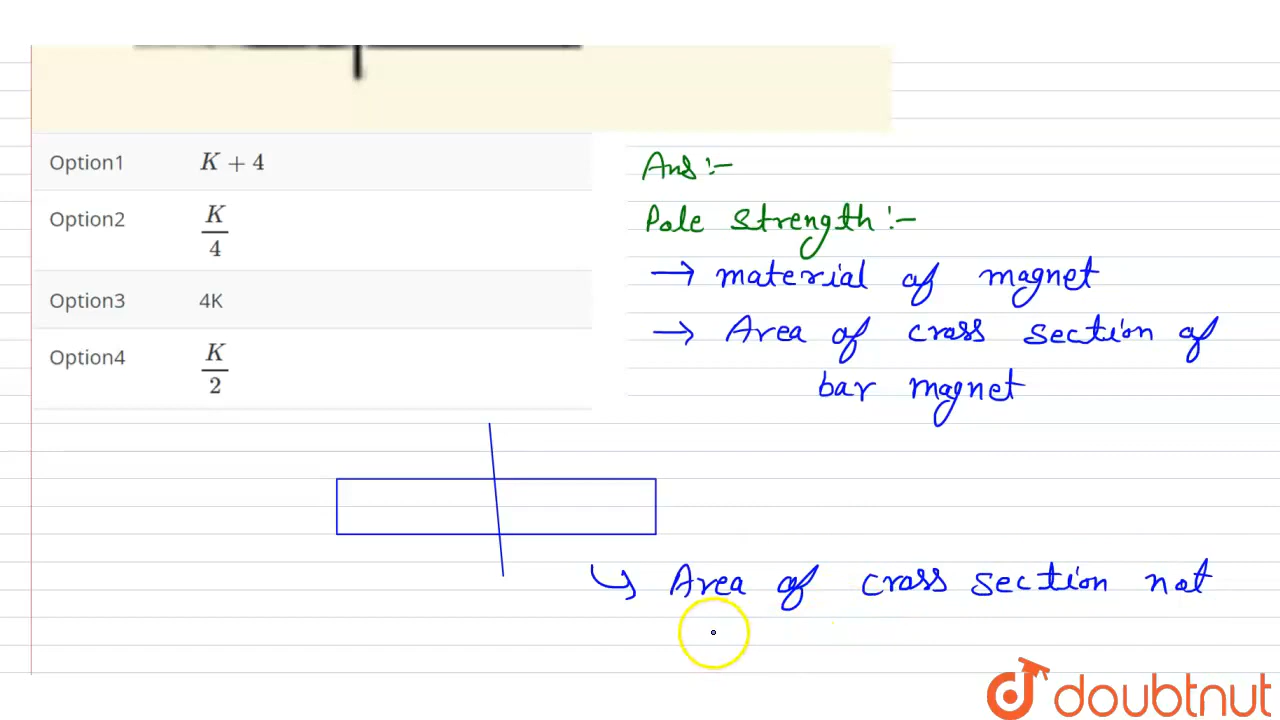 Option1 K + 4
Option2 K/4
Option3 4K
Option4 K/2
Ans :-
Pole strength :-
→ material of magnet
→ Area of cross section of
bar magnet
↳ Area of cross section not
doubtnut